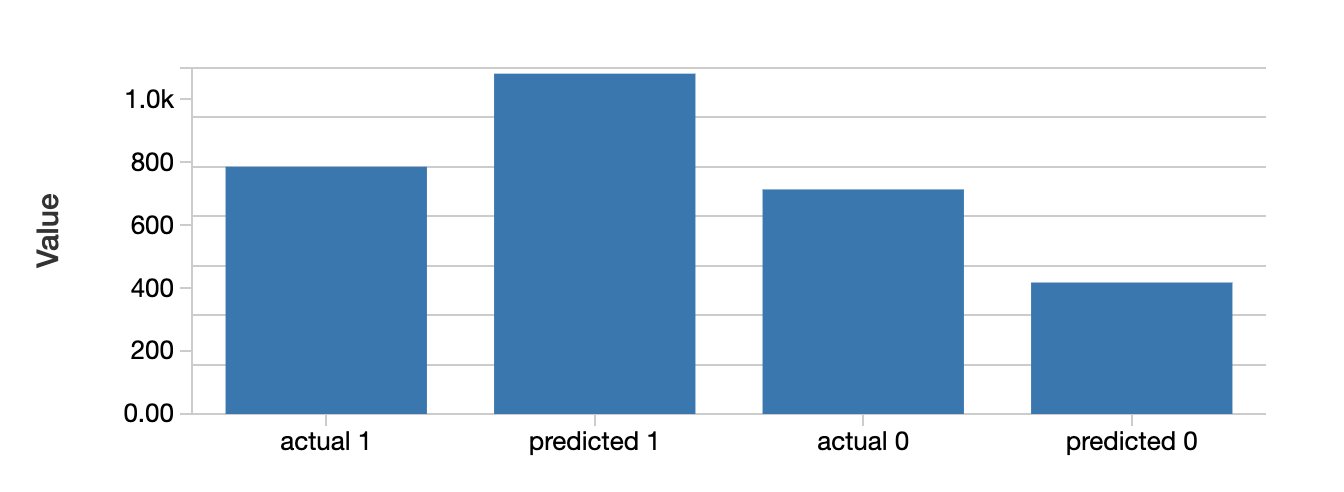 Value
1.0k
800
600
400
200
0.00
actual 1
predicted 1
actual 0
predicted 0